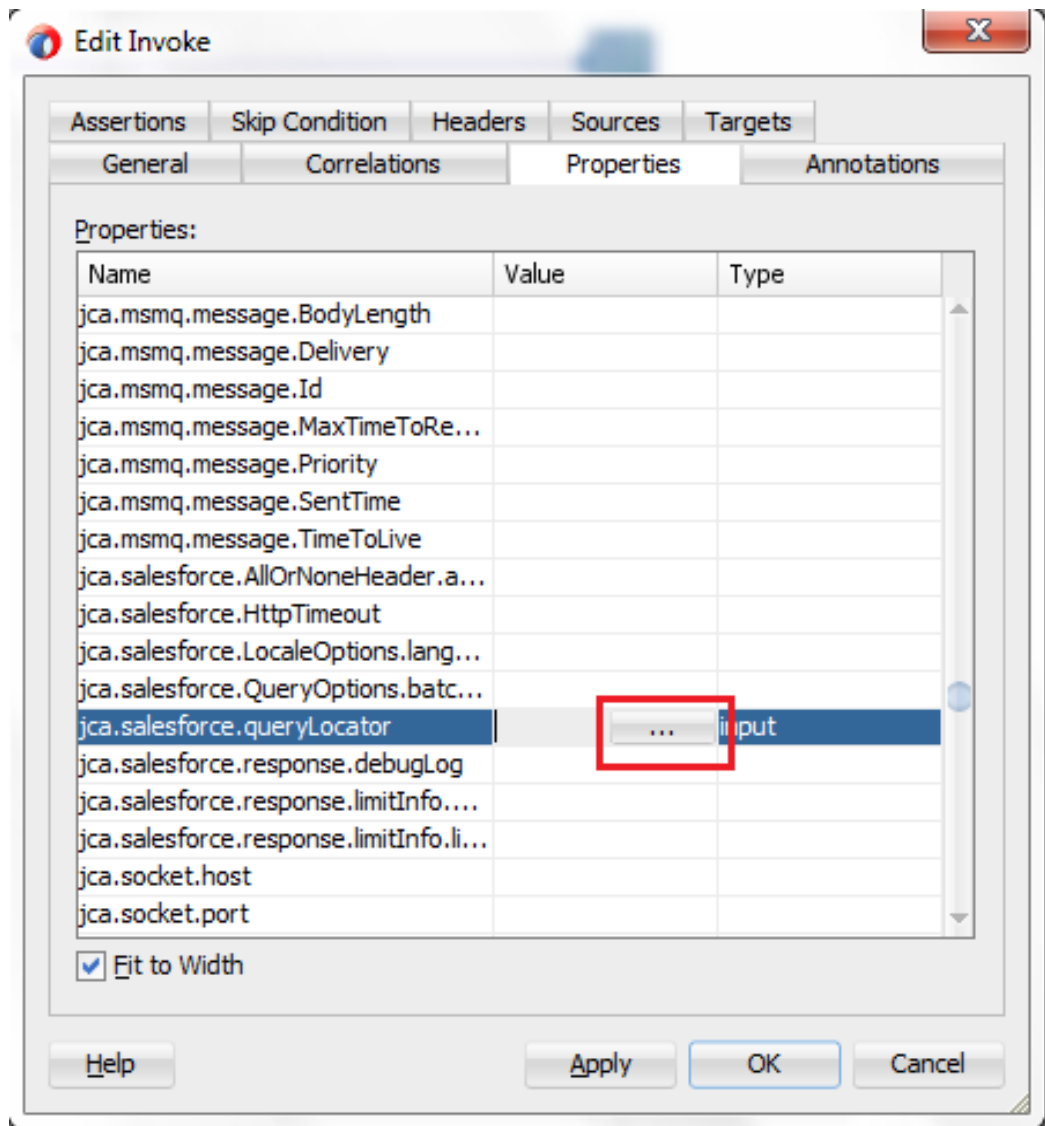 Edit Invoke
Assertions Skip Condition Headers Sources Targets
General Correlations Properties Annotations
Properties:
Name Value Type
jca.msmq.message.BodyLength
jca.msmq.message.Delivery
jca.msmq.message.Id
jca.msmq.message.MaxTimeToRe...
jca.msmq.message.Priority
jca.msmq.message.SentTime
jca.msmq.message.TimeToLive
jca.salesforce.AllOrNoneHeader.a...
jca.salesforce.HttpTimeout
jca.salesforce.LocaleOptions.lang...
jca.salesforce.QueryOptions.batc...
jca.salesforce.queryLocator ... input
jca.salesforce.response.debugLog
jca.salesforce.response.limitInfo....
jca.salesforce.response.limitInfo.li...
jca.socket.host
jca.socket.port
Fit to Width
Help Apply OK Cancel